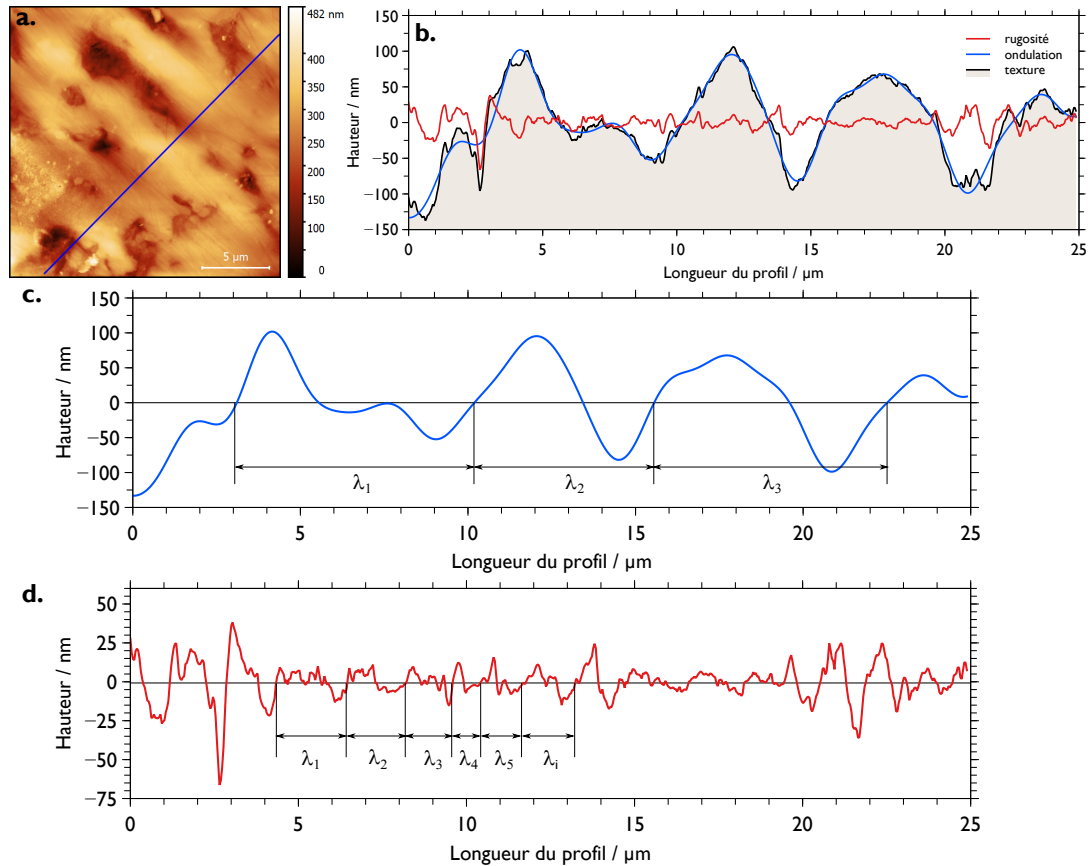 a.
482 nm
400
350
300
250
200
150
100
0
5 µm
b.
Hauteur / nm
150
100
50
0
−50
−100
−150
rugosité
ondulation
texture
0 5 10 15 20 25
Longueur du profil / µm
c.
Hauteur / nm
150
100
50
0
−50
−100
−150
λ1 λ2 λ3
0 5 10 15 20 25
Longueur du profil / µm
d.
Hauteur / nm
50
25
0
−25
−50
−75
λ1 λ2 λ3 λ4 λ5 λi
0 5 10 15 20 25
Longueur du profil / µm